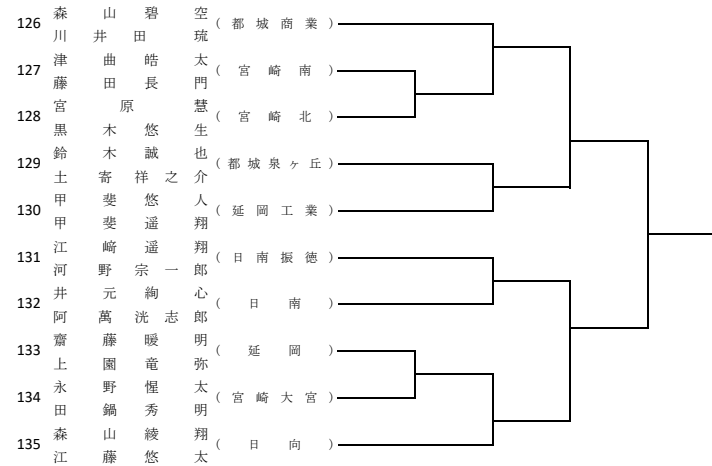 森山碧空
126 (都城商業)
川井田琉
津曲皓太
127 (宮崎南)
藤田長門
宮原慧
128 (宮崎北)
黒木悠生
鈴木誠也
129 (都城泉ヶ丘)
土寄祥之介
甲斐悠人
130 (延岡工業)
甲斐遥翔
江﨑遥翔
131 (日南振徳)
河野宗一郎
井元絢心
132 (日南)
阿萬洸志郎
齋藤暖明
133 (延岡)
上園竜弥
永野惺太
134 (宮崎大宮)
田鍋秀明
森山綾翔
135 (日向)
江藤悠太